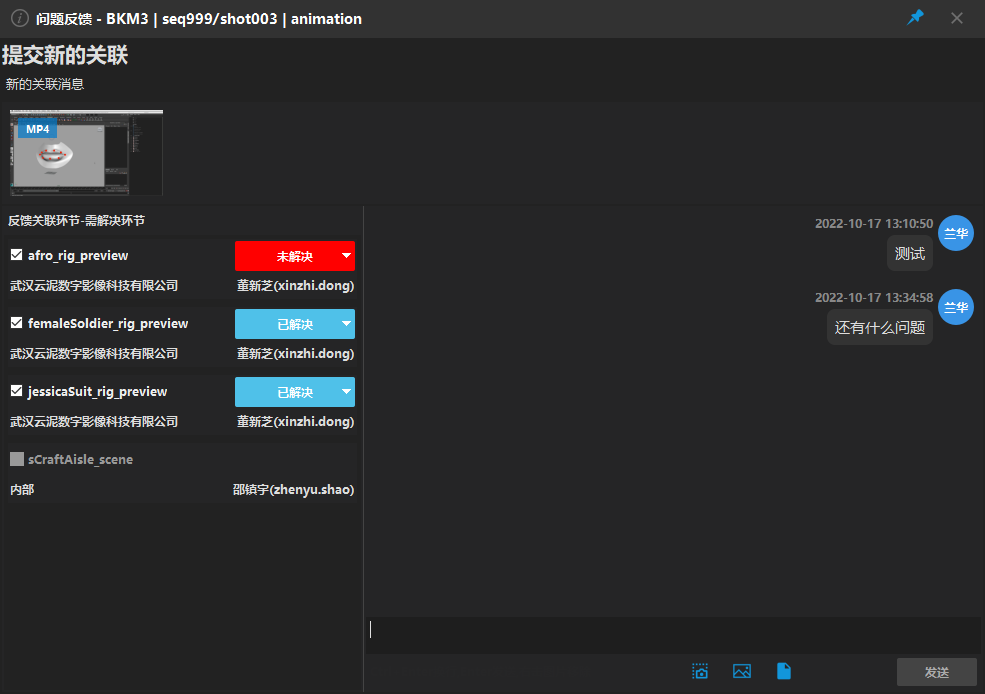 问题反馈 - BKM3 | seq999/shot003 | animation
提交新的关联
新的关联消息
MP4
反馈关联环节-需解决环节
afro_rig_preview 未解决
武汉云泥数字影像科技有限公司 董新芝(xinzhi.dong)
femaleSoldier_rig_preview 已解决
武汉云泥数字影像科技有限公司 董新芝(xinzhi.dong)
jessicaSuit_rig_preview 已解决
武汉云泥数字影像科技有限公司 董新芝(xinzhi.dong)
sCraftAisle_scene
内部 邵镇宇(zhenyu.shao)
2022-10-17 13:10:50
兰华
测试
2022-10-17 13:34:58
兰华
还有什么问题
发送